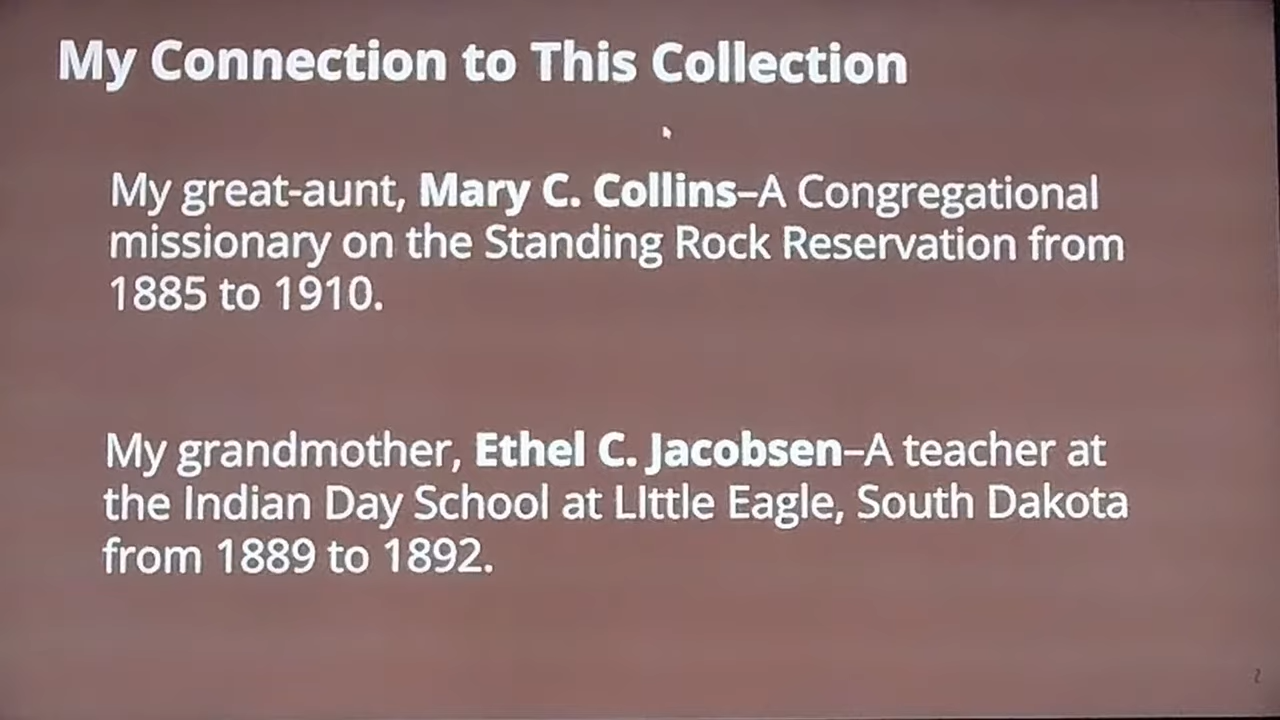 My Connection to This Collection
My great-aunt, Mary C. Collins–A Congregational
missionary on the Standing Rock Reservation from
1885 to 1910.
My grandmother, Ethel C. Jacobsen–A teacher at
the Indian Day School at LIttle Eagle, South Dakota
from 1889 to 1892.
2